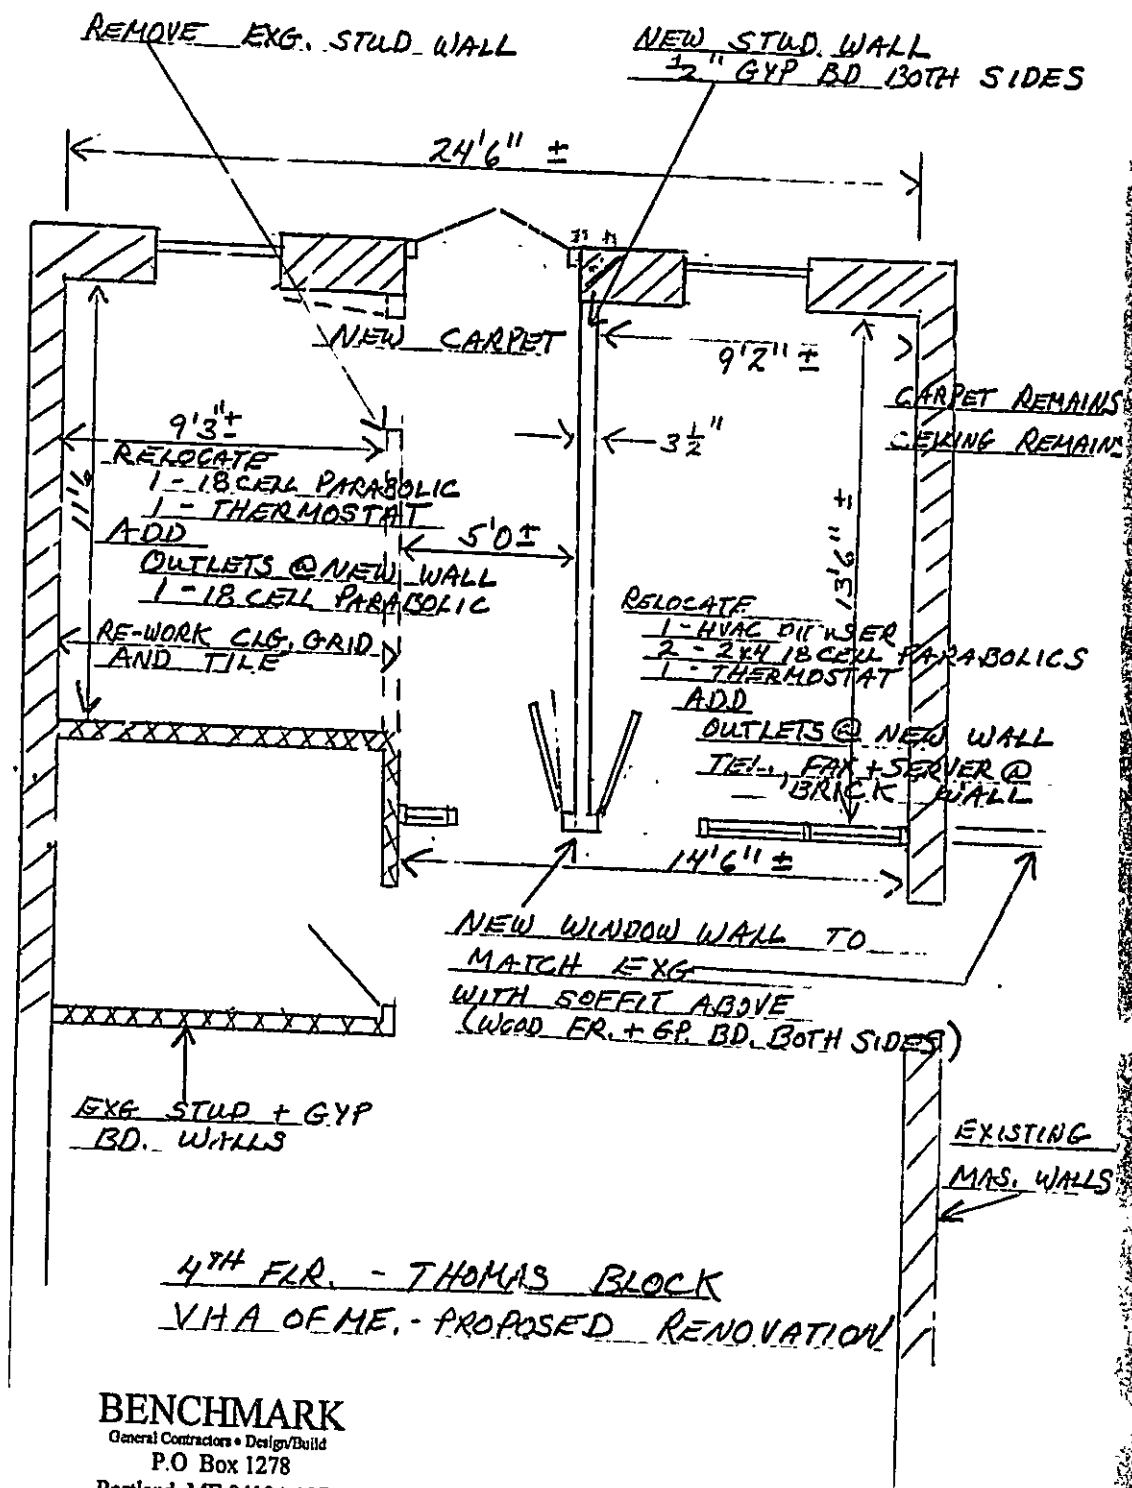 REMOVE EXG. STUD WALL
NEW STUD WALL
1/2" GYP BD BOTH SIDES
24'6" ±
NEW CARPET
9'2" ±
CARPET REMAINS
CEILING REMAIN
9'3"±
3 1/2"
RELOCATE
1 - 18 CELL PARABOLIC
1 - THERMOSTAT
ADD
OUTLETS @ NEW WALL
1 - 18 CELL PARABOLIC
5'0±
13'6" ±
RE-WORK CLG. GRID
AND TILE
RELOCATE
1 - HVAC DIFUSER
2 - 2x4 18 CELL PARABOLICS
1 - THERMOSTAT
ADD
OUTLETS @ NEW WALL
TEL., FAX + SERVER @
BRICK WALL
14'6" ±
NEW WINDOW WALL TO
MATCH EXG
WITH SOFFIT ABOVE
(WOOD FR. + GP. BD. BOTH SIDES)
EXG STUD + GYP
BD. WALLS
EXISTING
MAS. WALLS
4TH FLR. - THOMAS BLOCK
VHA OF ME. - PROPOSED RENOVATION
BENCHMARK
General Contractors • Design/Build
P.O Box 1278
Portland, ME